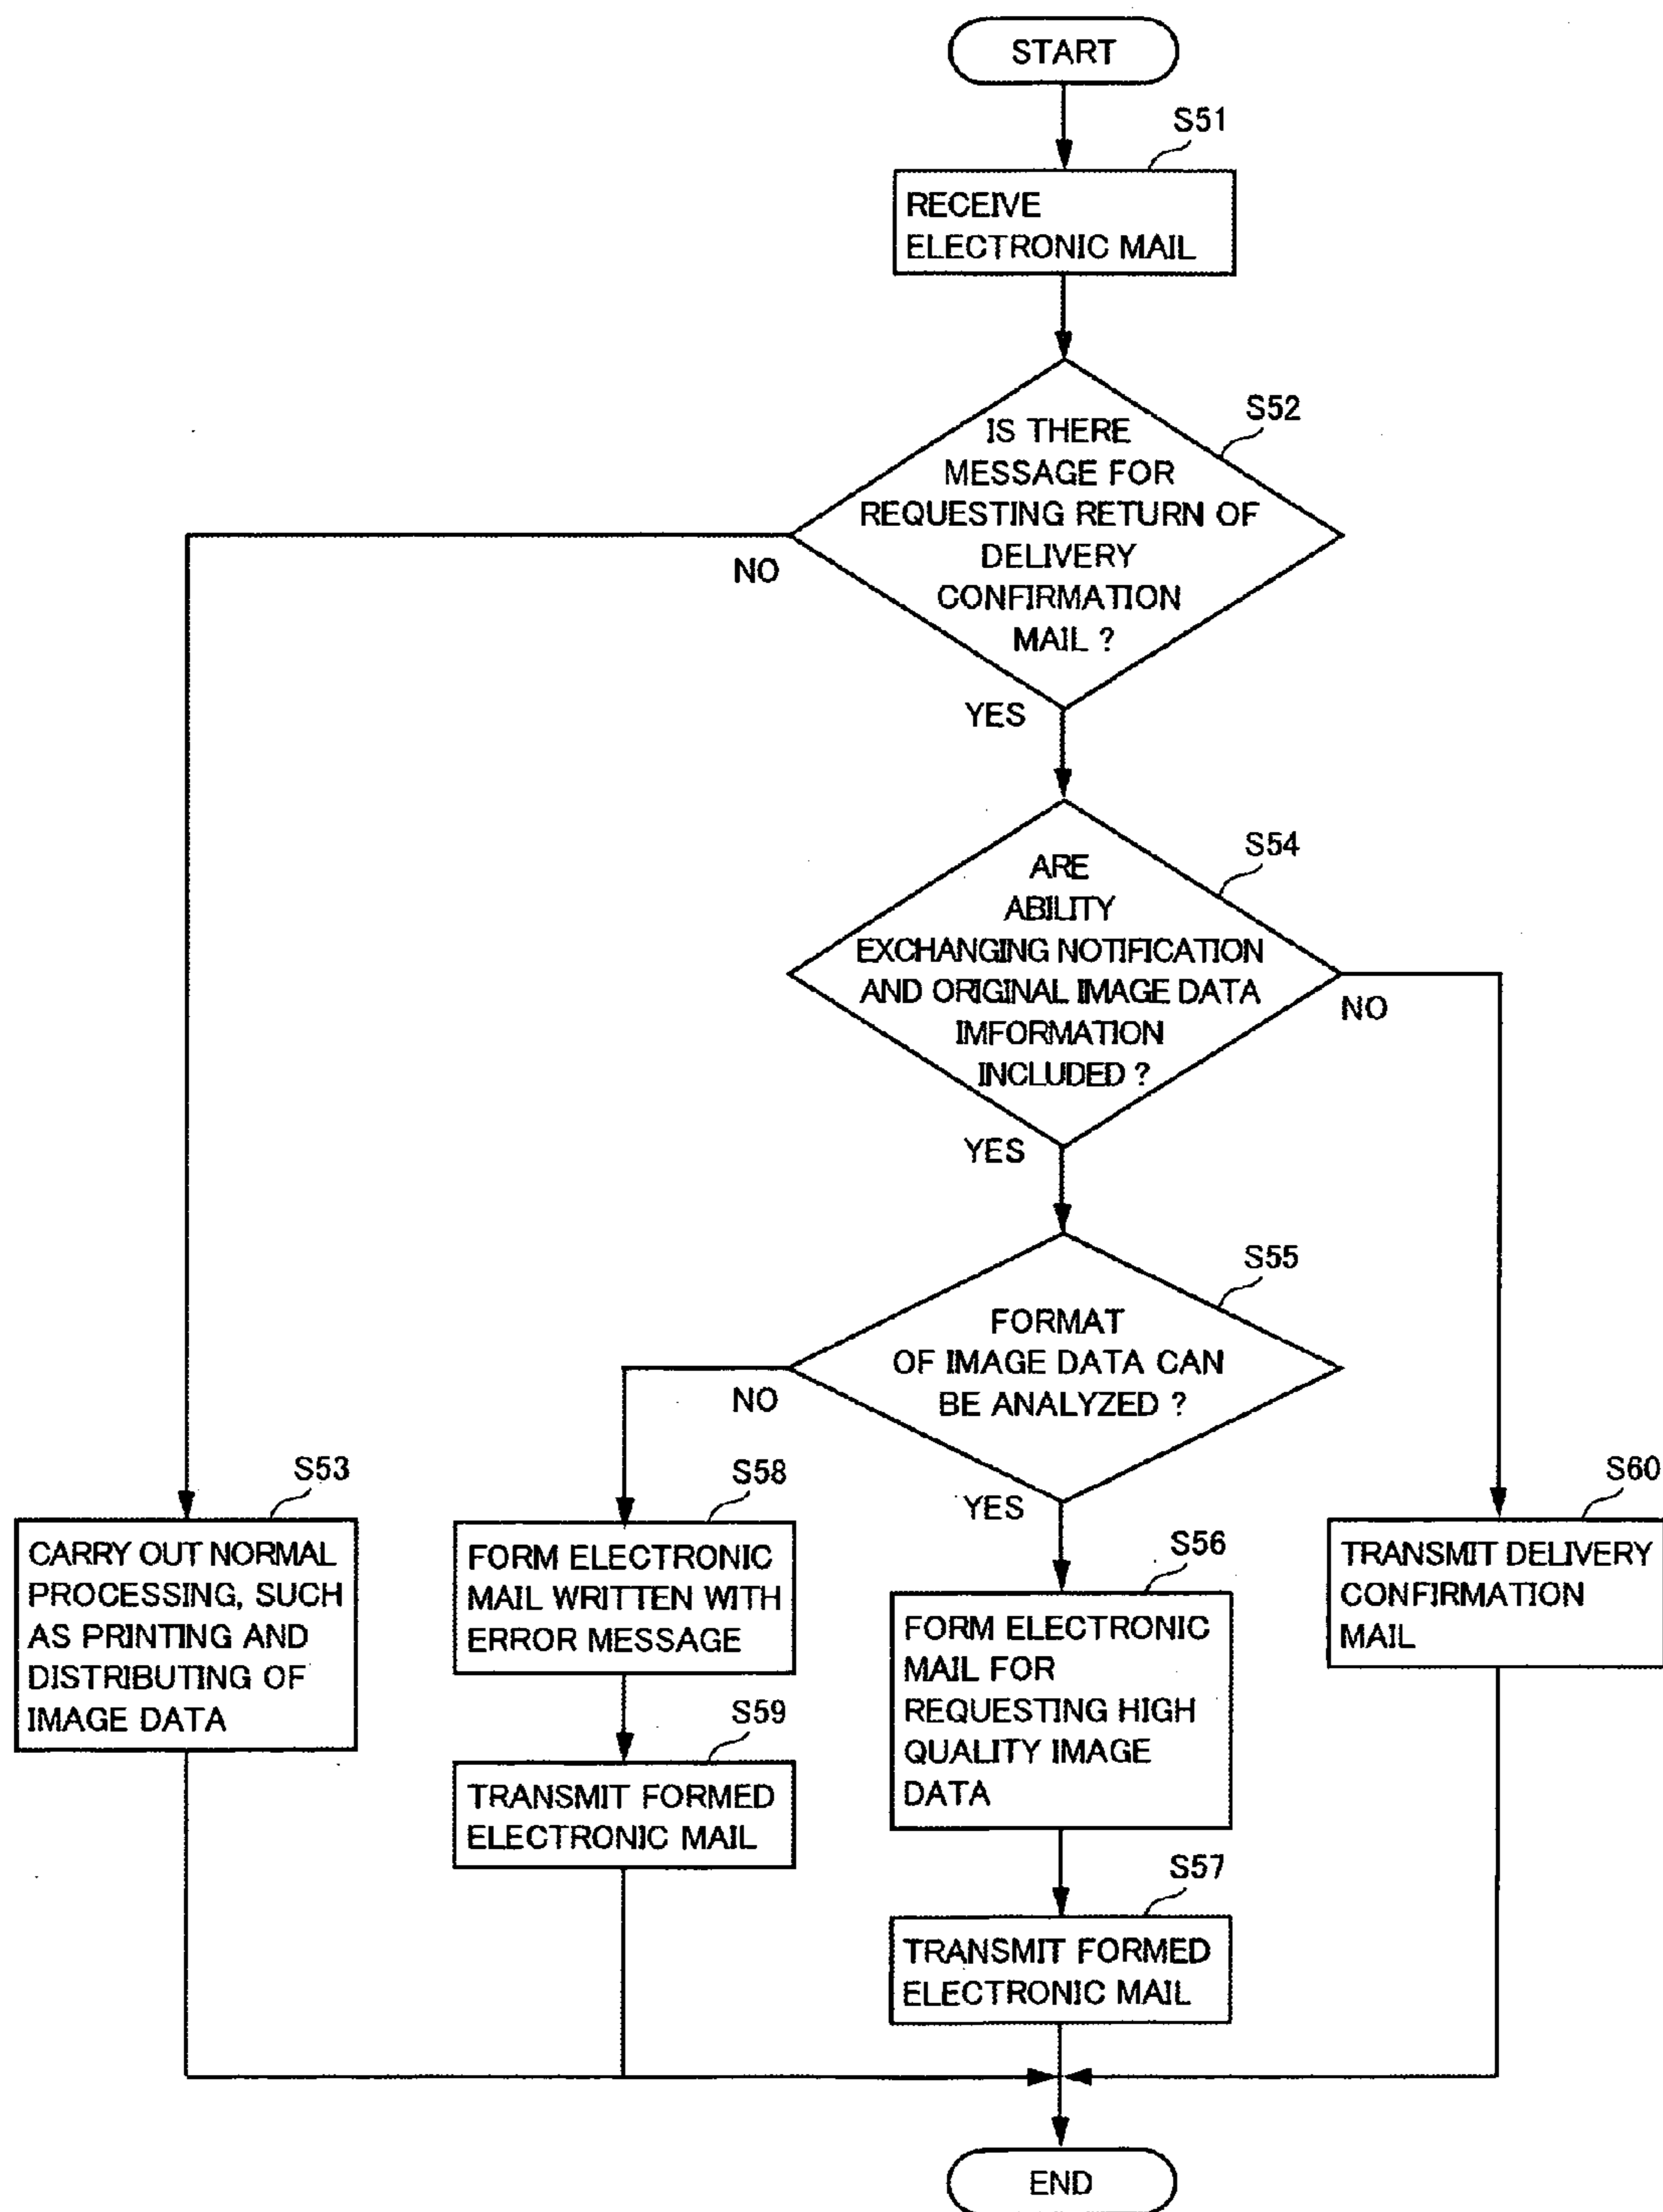 START
S51
RECEIVE
ELECTRONIC MAIL
S52
IS THERE
MESSAGE FOR
REQUESTING RETURN OF
DELIVERY
CONFIRMATION
MAIL ?
NO
YES
S54
ARE
ABILITY
EXCHANGING NOTIFICATION
AND ORIGINAL IMAGE DATA
IMFORMATION
INCLUDED ?
NO
YES
S55
FORMAT
OF IMAGE DATA CAN
BE ANALYZED ?
NO
YES
S53
CARRY OUT NORMAL
PROCESSING, SUCH
AS PRINTING AND
DISTRIBUTING OF
IMAGE DATA
S58
FORM ELECTRONIC
MAIL WRITTEN WITH
ERROR MESSAGE
S59
TRANSMIT FORMED
ELECTRONIC MAIL
S56
FORM ELECTRONIC
MAIL FOR
REQUESTING HIGH
QUALITY IMAGE
DATA
S57
TRANSMIT FORMED
ELECTRONIC MAIL
S60
TRANSMIT DELIVERY
CONFIRMATION
MAIL
END